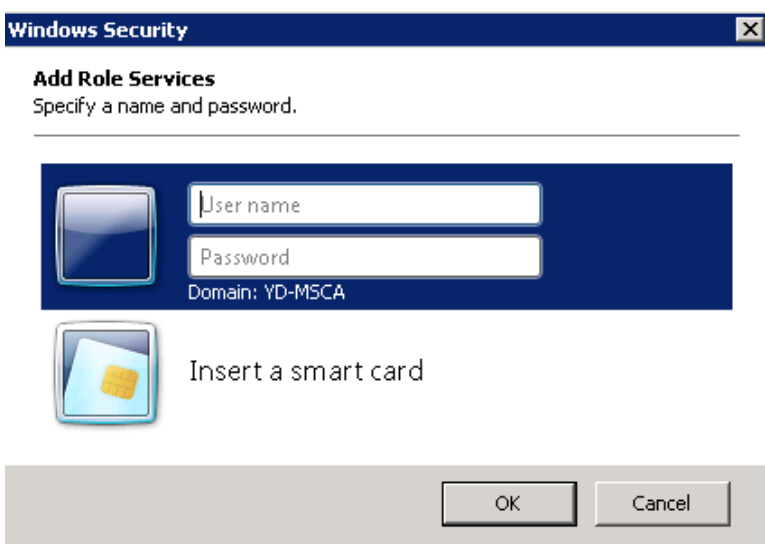 Windows Security
Add Role Services
Specify a name and password.
User name
Password
Domain: YD-MSCA
Insert a smart card
OK
Cancel